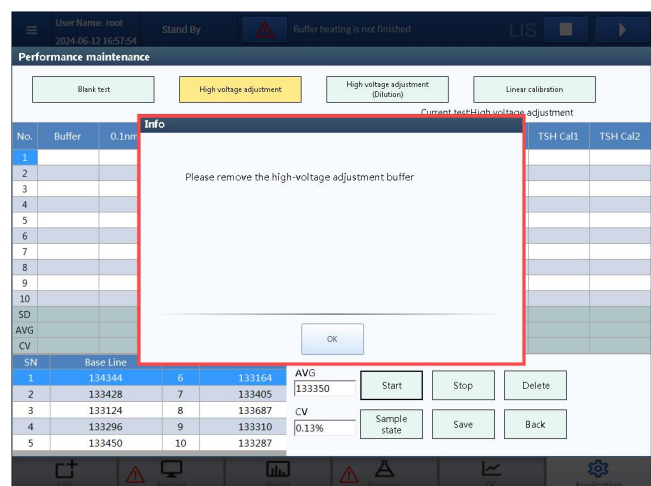 User Name: root
2024-06-12 16:57:54
Stand By
Buffer heating is not finished
LIS
Performance maintenance
Blank test
High voltage adjustment
High voltage adjustment
(Dilution)
Linear calibration
Current test:High voltage adjustment
No. Buffer 0.1nm TSH Cal1 TSH Cal2
Info
Please remove the high-voltage adjustment buffer
OK
1
2
3
4
5
6
7
8
9
10
SD
AVG
CV
SN Base Line
1 134344 6 133164
2 133428 7 133405
3 133124 8 133687
4 133296 9 133310
5 133450 10 133287
AVG
133350
CV
0.13%
Start
Stop
Delete
Sample
state
Save
Back